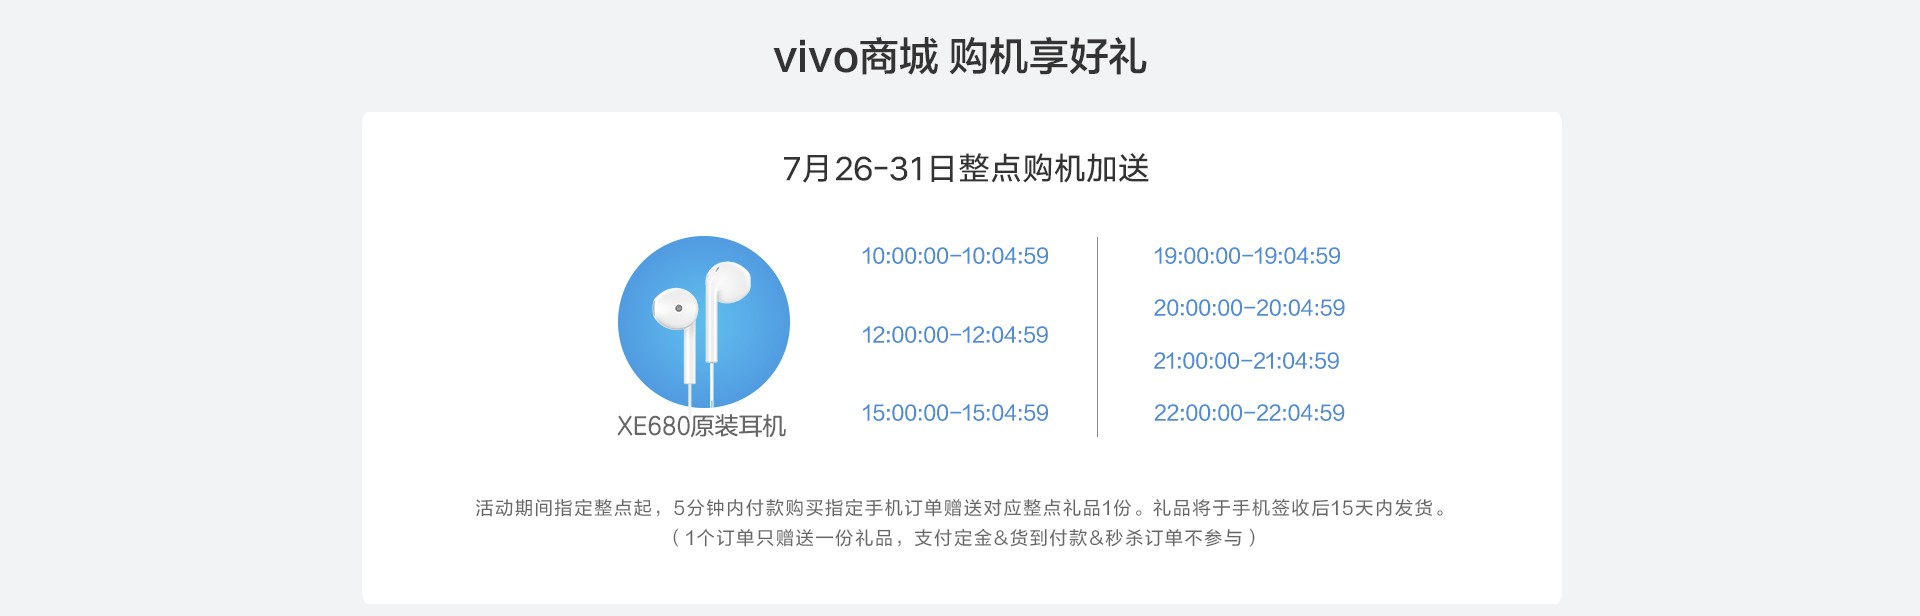 vivo商城 购机享好礼
7月26-31日整点购机加送
XE680原装耳机
10:00:00-10:04:59
12:00:00-12:04:59
15:00:00-15:04:59
19:00:00-19:04:59
20:00:00-20:04:59
21:00:00-21:04:59
22:00:00-22:04:59
活动期间指定整点起，5分钟内付款购买指定手机订单赠送对应整点礼品1份。礼品将于手机签收后15天内发货。
（1个订单只赠送一份礼品，支付定金&货到付款&秒杀订单不参与）